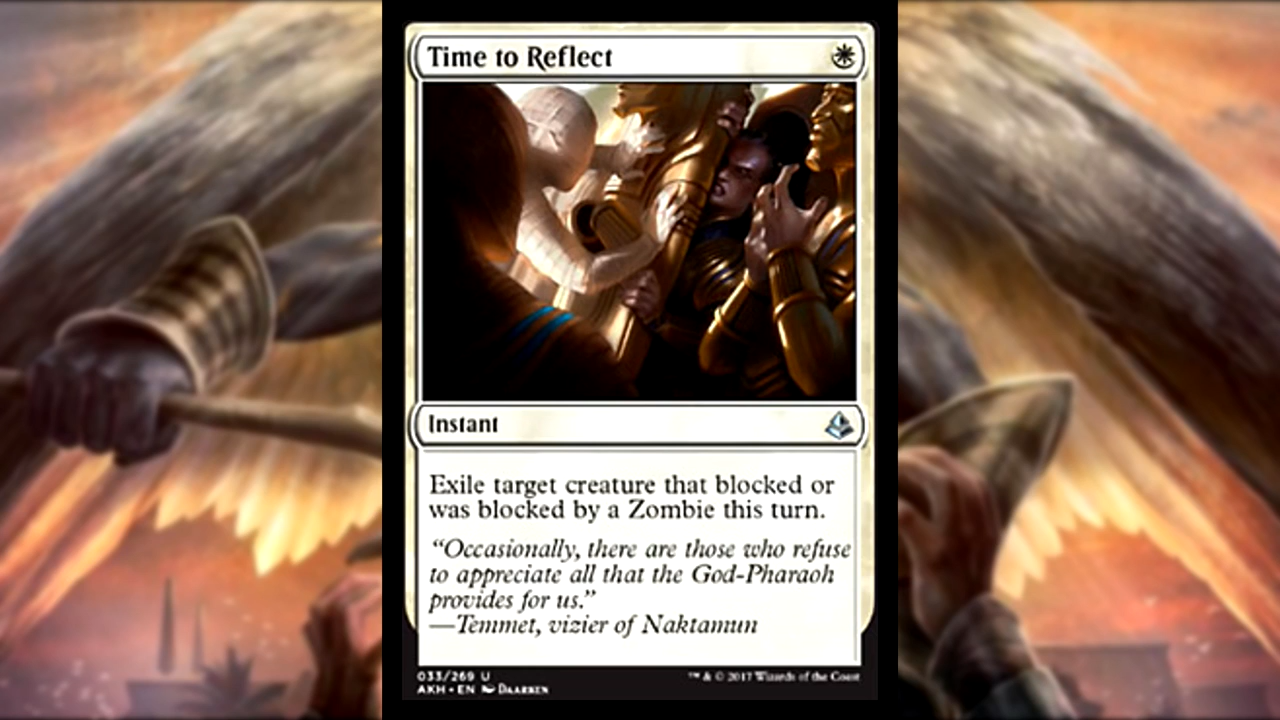 Time to Reflect
Instant
Exile target creature that blocked or
was blocked by a Zombie this turn.
“Occasionally, there are those who refuse
to appreciate all that the God-Pharaoh
provides for us.”
—Temmet, vizier of Naktamun
033/269 U
™ & © 2017 Wizards of the Coast
AKH • EN DAARKEN